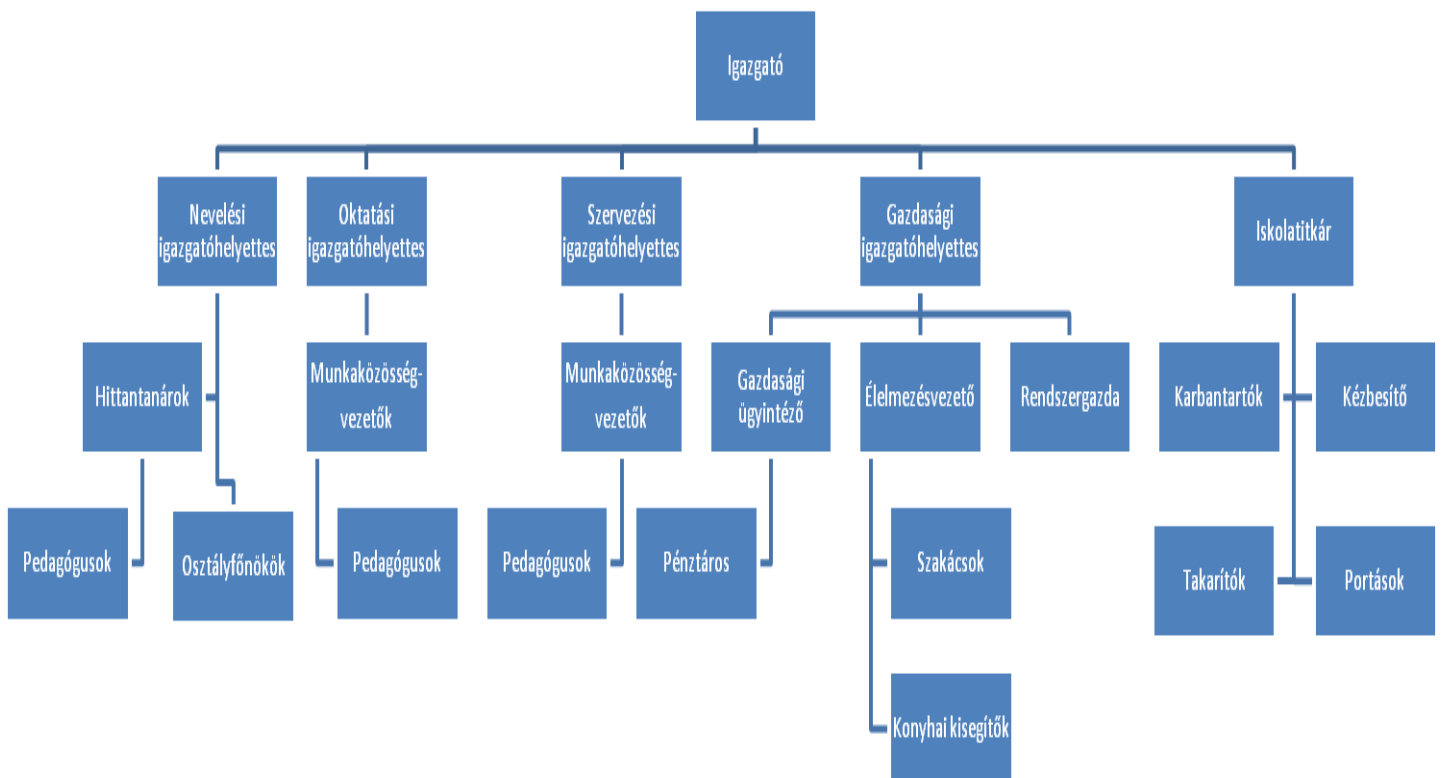 Igazgató
Nevelési
igazgatóhelyettes
Oktatási
igazgatóhelyettes
Szervezési
igazgatóhelyettes
Gazdasági
igazgatóhelyettes
Iskolatitkár
Hittantanárok
Munkaközösség-
vezetők
Munkaközösség-
vezetők
Gazdasági
ügyintéző
Élelmezésvezető
Rendszergazda
Karbantartók
Kézbesítő
Pedagógusok
Osztályfőnökök
Pedagógusok
Pedagógusok
Pénztáros
Szakácsok
Takarítók
Portások
Konyhai kisegítők